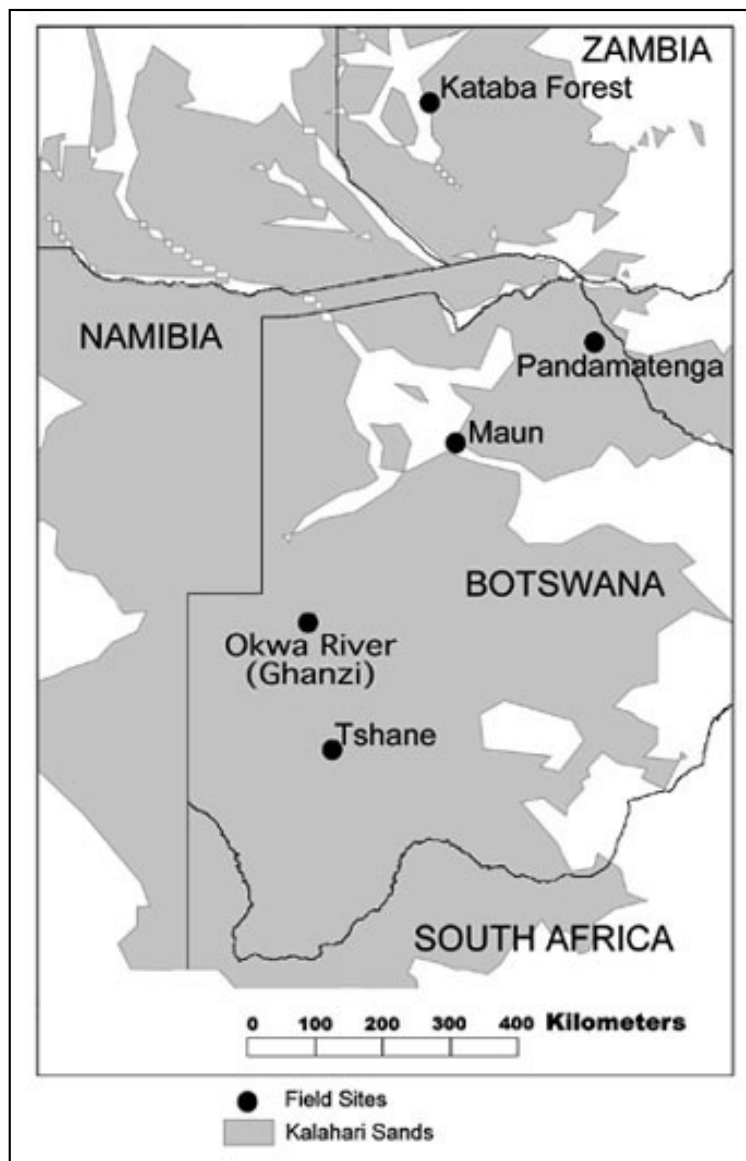 ZAMBIA
Kataba Forest
NAMIBIA
Pandamatenga
Maun
BOTSWANA
Okwa River
(Ghanzi)
Tshane
SOUTH AFRICA
0 100 200 300 400 Kilometers
Field Sites
Kalahari Sands